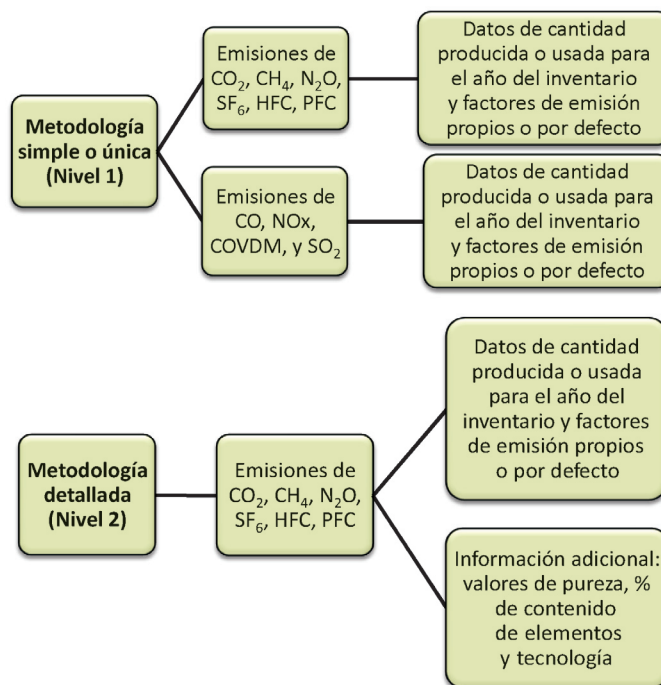 Metodología
simple o única
(Nivel 1)
Emisiones de
CO₂, CH₄, N₂O,
SF₆, HFC, PFC
Datos de cantidad
producida o usada para
el año del inventario
y factores de emisión
propios o por defecto
Emisiones de
CO, NOx,
COVDM, y SO₂
Datos de cantidad
producida o usada para
el año del inventario
y factores de emisión
propios o por defecto
Metodología
detallada
(Nivel 2)
Emisiones de
CO₂, CH₄, N₂O,
SF₆, HFC, PFC
Datos de cantidad
producida o usada
para el año del
inventario y factores
de emisión propios
o por defecto
Información adicional:
valores de pureza, %
de contenido
de elementos
y tecnología